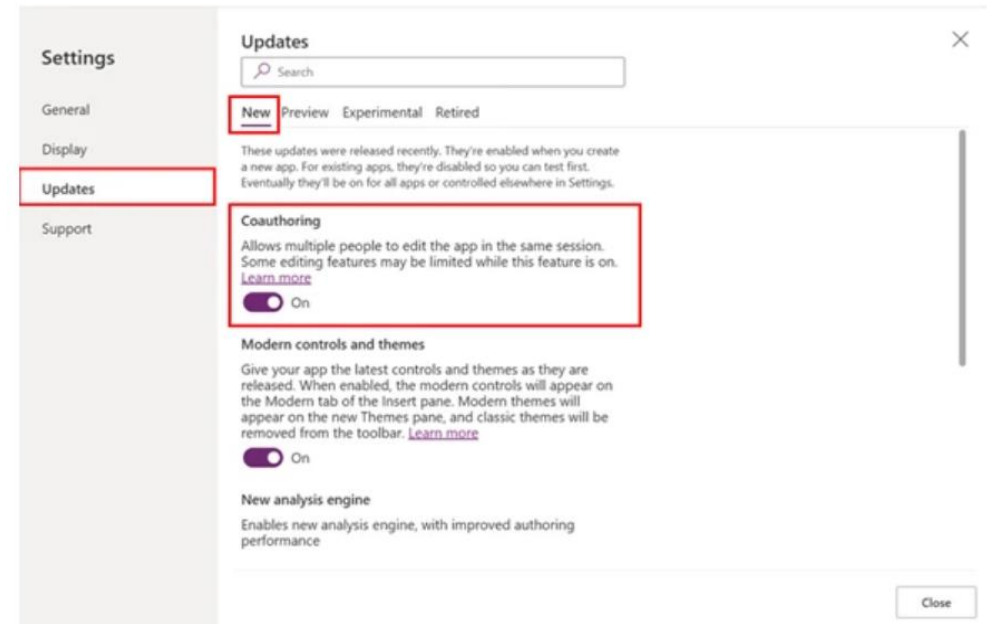 Settings
General
Display
Updates
Support
Updates
Search
New Preview Experimental Retired
These updates were released recently. They're enabled when you create
a new app. For existing apps, they're disabled so you can test first.
Eventually they'll be on for all apps or controlled elsewhere in Settings.
Coauthoring
Allows multiple people to edit the app in the same session.
Some editing features may be limited while this feature is on.
Learn more
On
Modern controls and themes
Give your app the latest controls and themes as they are
released. When enabled, the modern controls will appear on
the Modern tab of the Insert pane. Modern themes will
appear on the new Themes pane, and classic themes will be
removed from the toolbar. Learn more
On
New analysis engine
Enables new analysis engine, with improved authoring
performance
Close